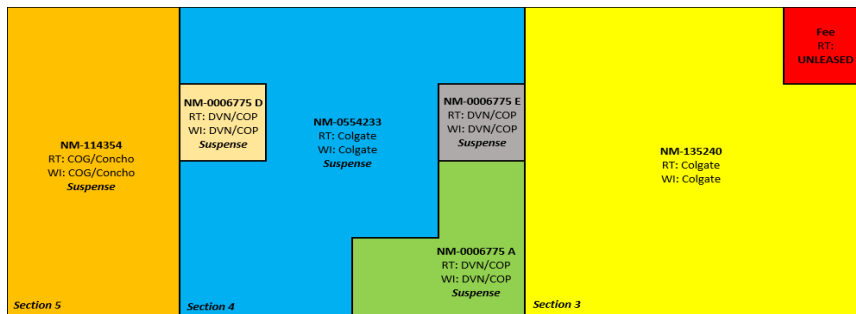 Fee
RT:
UNLEASED
NM-0006775 D
RT: DVN/COP
WI: DVN/COP
Suspense
NM-0006775 E
RT: DVN/COP
WI: DVN/COP
Suspense
NM-114354
RT: COG/Concho
WI: COG/Concho
Suspense
NM-0554233
RT: Colgate
WI: Colgate
Suspense
NM-135240
RT: Colgate
WI: Colgate
NM-0006775 A
RT: DVN/COP
WI: DVN/COP
Suspense
Section 5
Section 4
Section 3